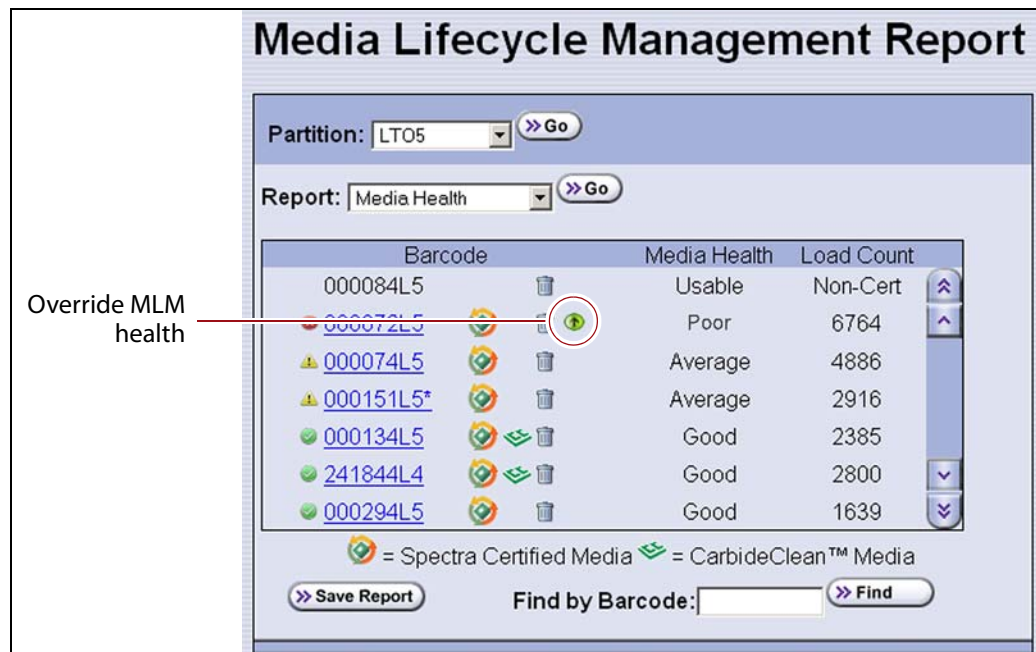 Media Lifecycle Management Report
Partition: LTO5 Go
Report: Media Health Go
Barcode Media Health Load Count
000084L5 Usable Non-Cert
Override MLM
health
000072L5 Poor 6764
000074L5 Average 4886
000151L5* Average 2916
000134L5 Good 2385
241844L4 Good 2800
000294L5 Good 1639
= Spectra Certified Media = CarbideClean™ Media
Save Report Find by Barcode: Find